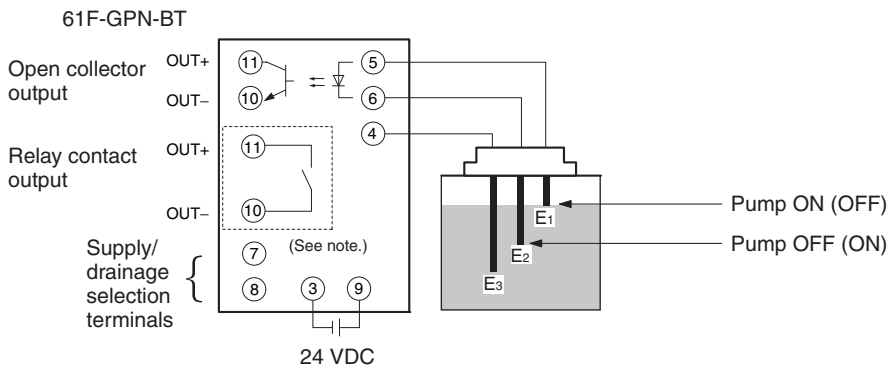 61F-GPN-BT
Open collector
output
OUT+
OUT−
11
10
5
6
4
Relay contact
output
OUT+
OUT−
11
10
Supply/
drainage
selection
terminals
7
8
(See note.)
3
9
24 VDC
E1
E2
E3
Pump ON (OFF)
Pump OFF (ON)